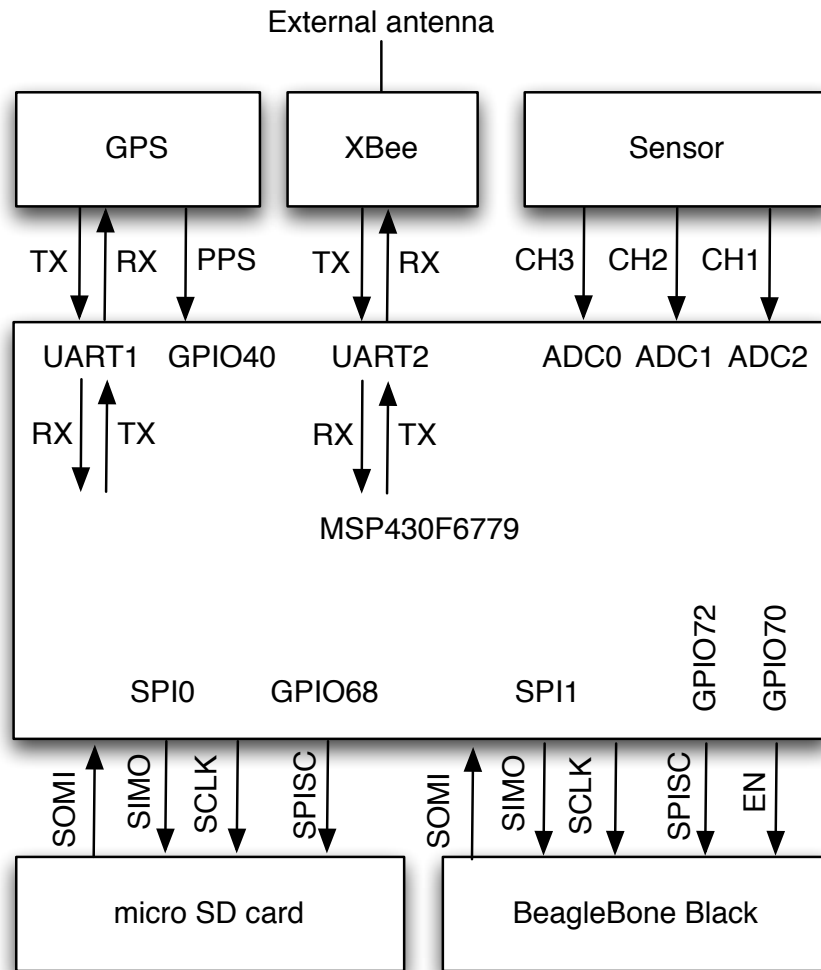 External antenna
GPS
XBee
Sensor
TX
RX
PPS
TX
RX
CH3
CH2
CH1
UART1
GPIO40
UART2
ADC0
ADC1
ADC2
RX
TX
RX
TX
MSP430F6779
SPI0
GPIO68
SPI1
GPIO72
GPIO70
SOMI
SIMO
SCLK
SPISC
SOMI
SIMO
SCLK
SPISC
EN
micro SD card
BeagleBone Black